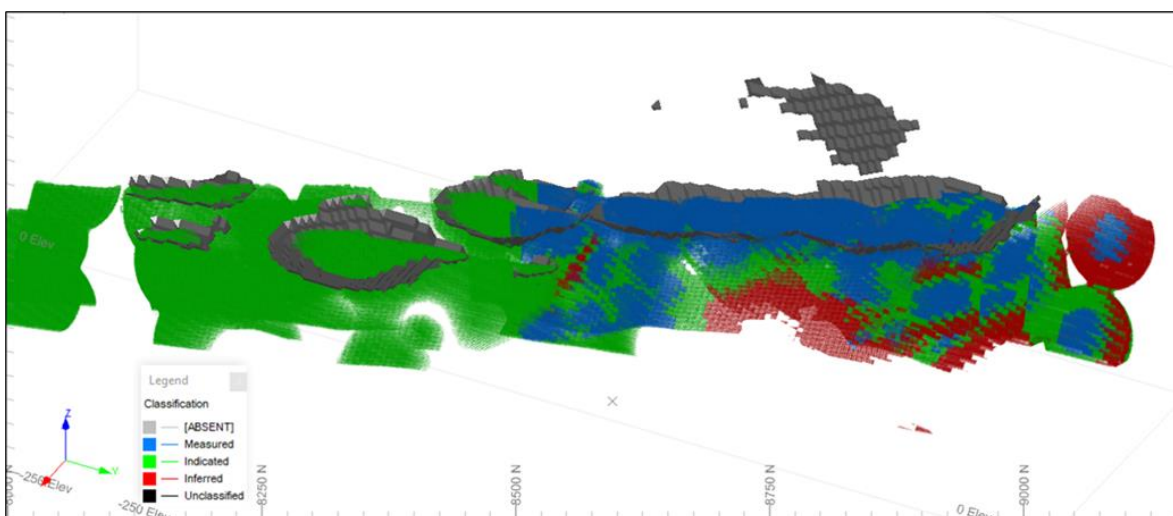 0 Elev
Legend
Classification
[ABSENT]
Measured
Indicated
Inferred
Unclassified
Z
Y
-250 Elev
-8250 N
-8500 N
-8750 N
0 Elev
-9000 N